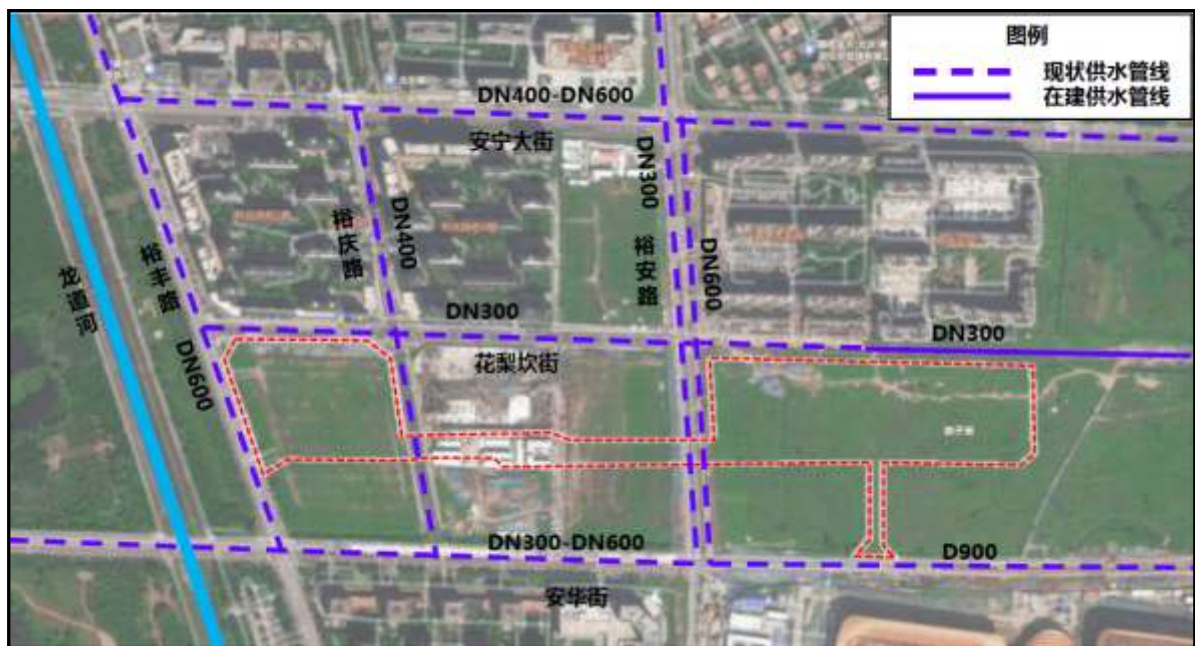 图例
现状供水管线
在建供水管线
DN400-DN600
安宁大街
DN300
裕庆路
DN400
裕安路
裕丰路
DN600
龙道河
DN300
DN300
DN600
花梨坎街
DN300-DN600
D900
安华街